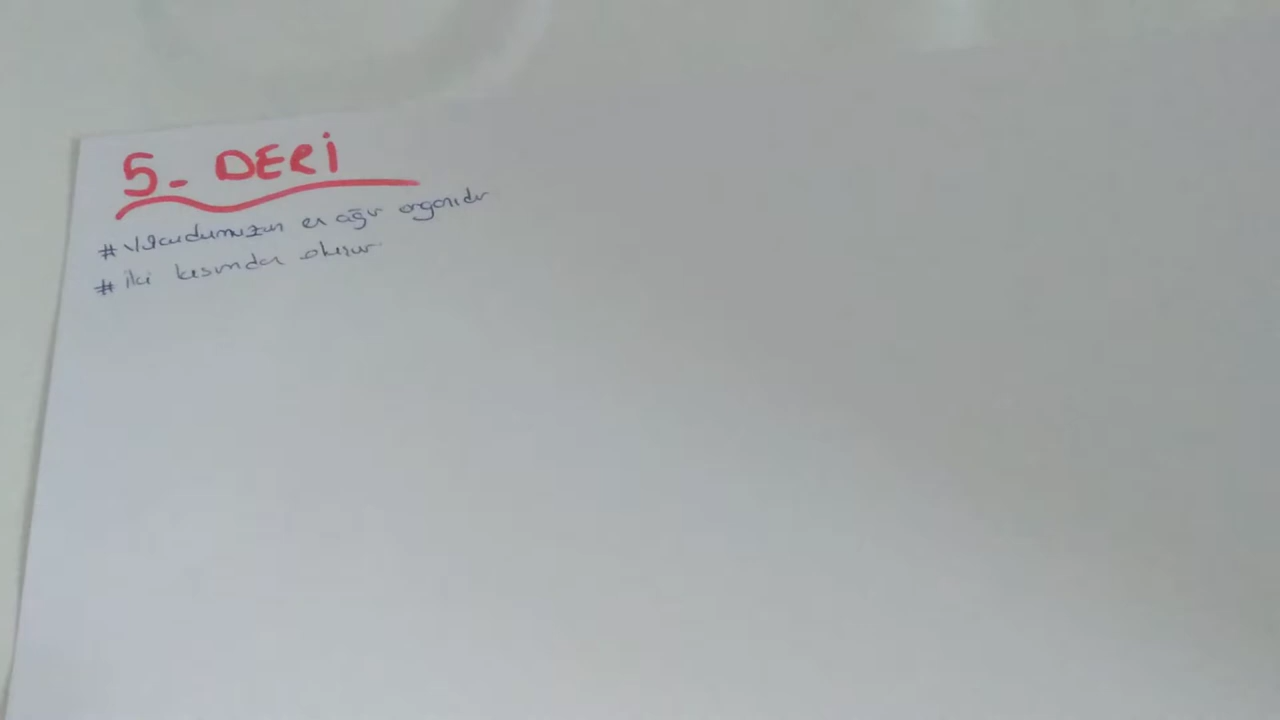 5- DERİ
# Vücudumuzun en ağır organıdır
# İki kısımdan oluşur